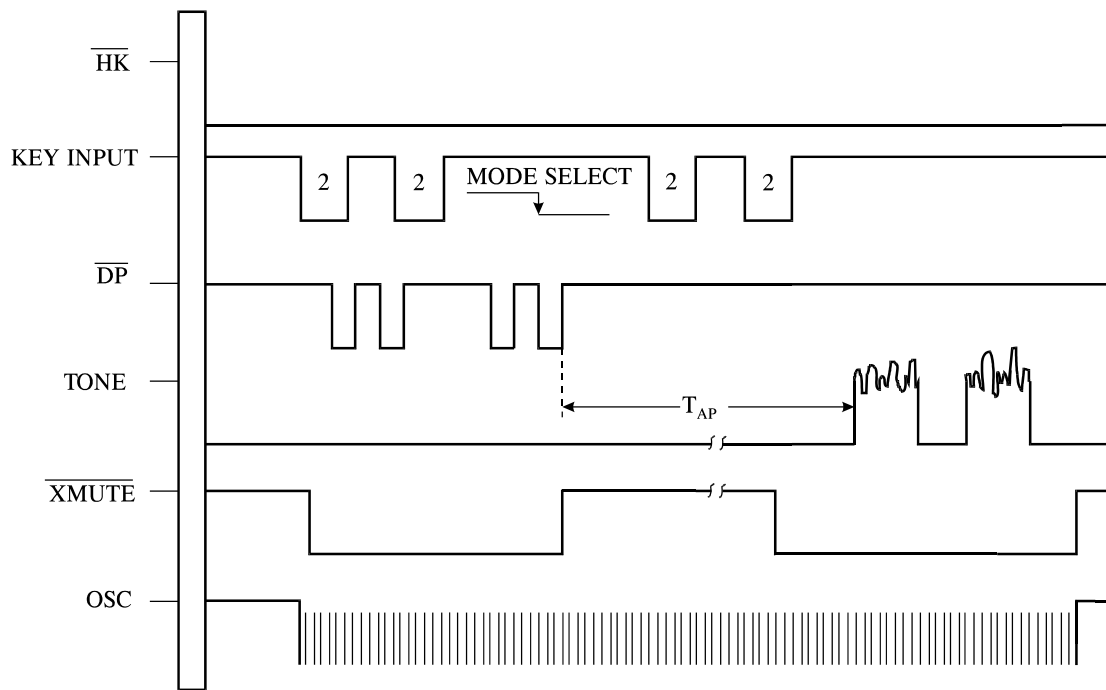 HK
KEY INPUT
2 2 MODE SELECT 2 2
DP
TONE
TAP
XMUTE
OSC